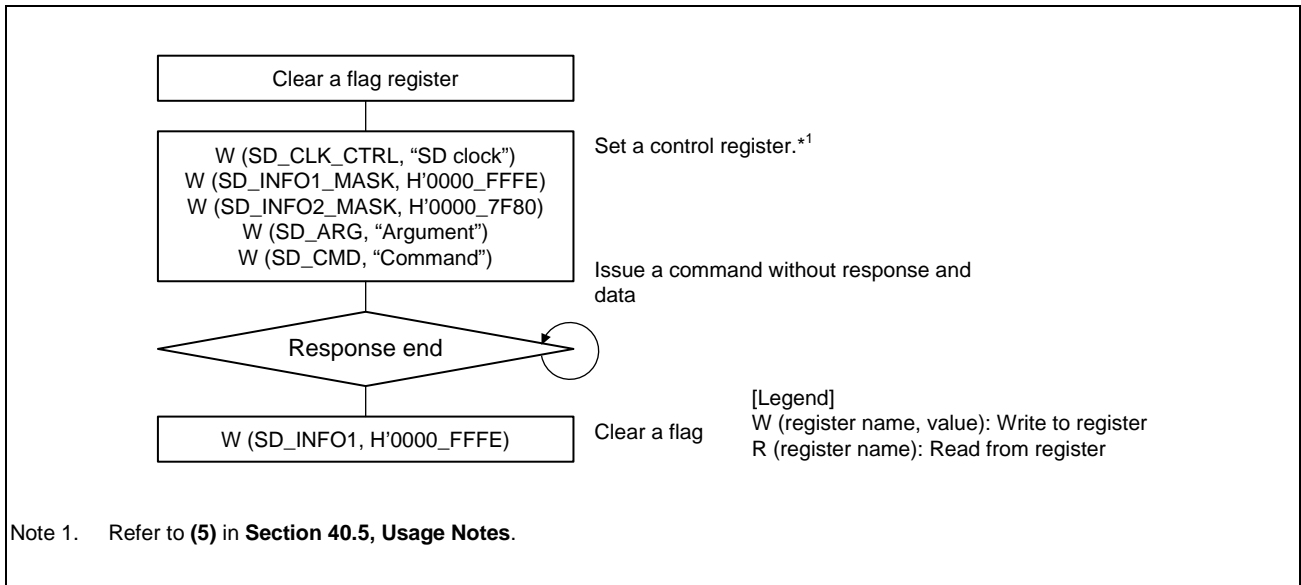 Clear a flag register
W (SD_CLK_CTRL, “SD clock”)
W (SD_INFO1_MASK, H'0000_FFFE)
W (SD_INFO2_MASK, H'0000_7F80)
W (SD_ARG, “Argument”)
W (SD_CMD, “Command”)
Set a control register.*1
Issue a command without response and
data
Response end
W (SD_INFO1, H'0000_FFFE)
Clear a flag
[Legend]
W (register name, value): Write to register
R (register name): Read from register
Note 1. Refer to (5) in Section 40.5, Usage Notes.